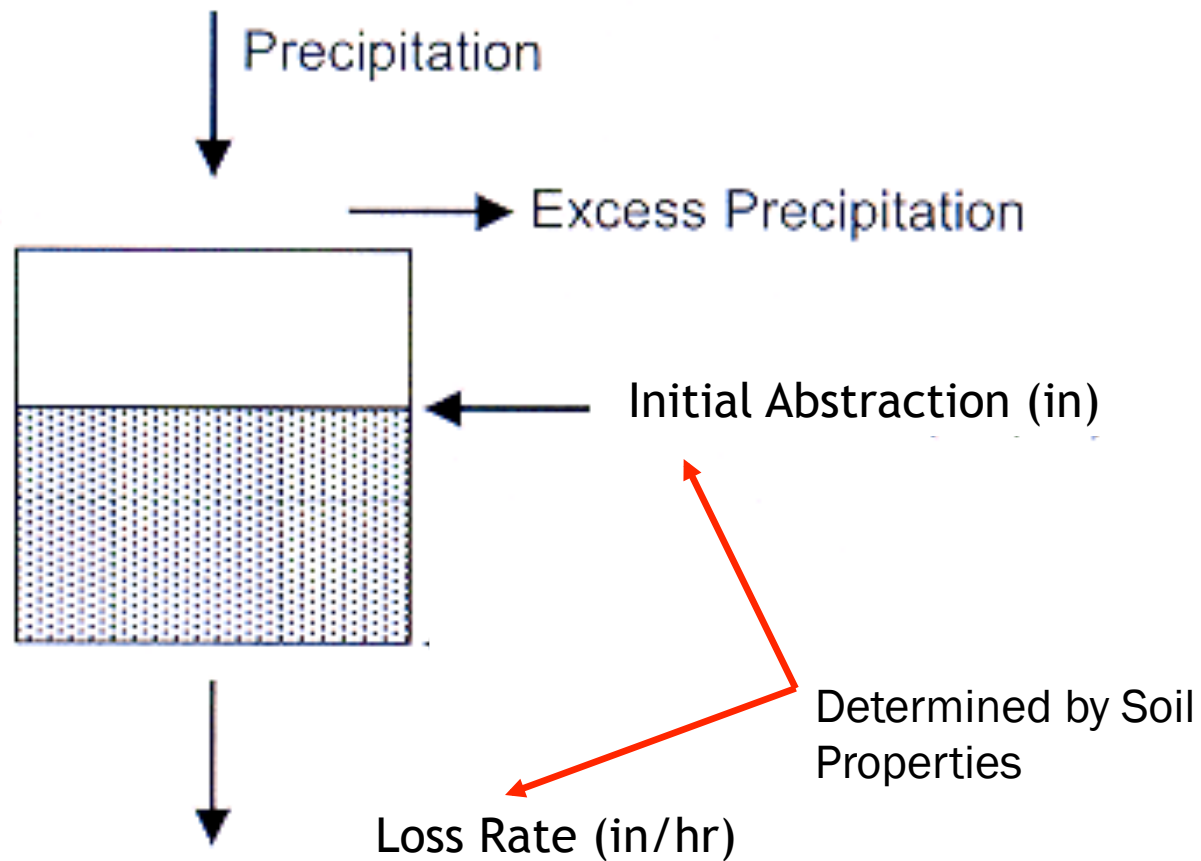 Precipitation
Excess Precipitation
Initial Abstraction (in)
Determined by Soil
Properties
Loss Rate (in/hr)